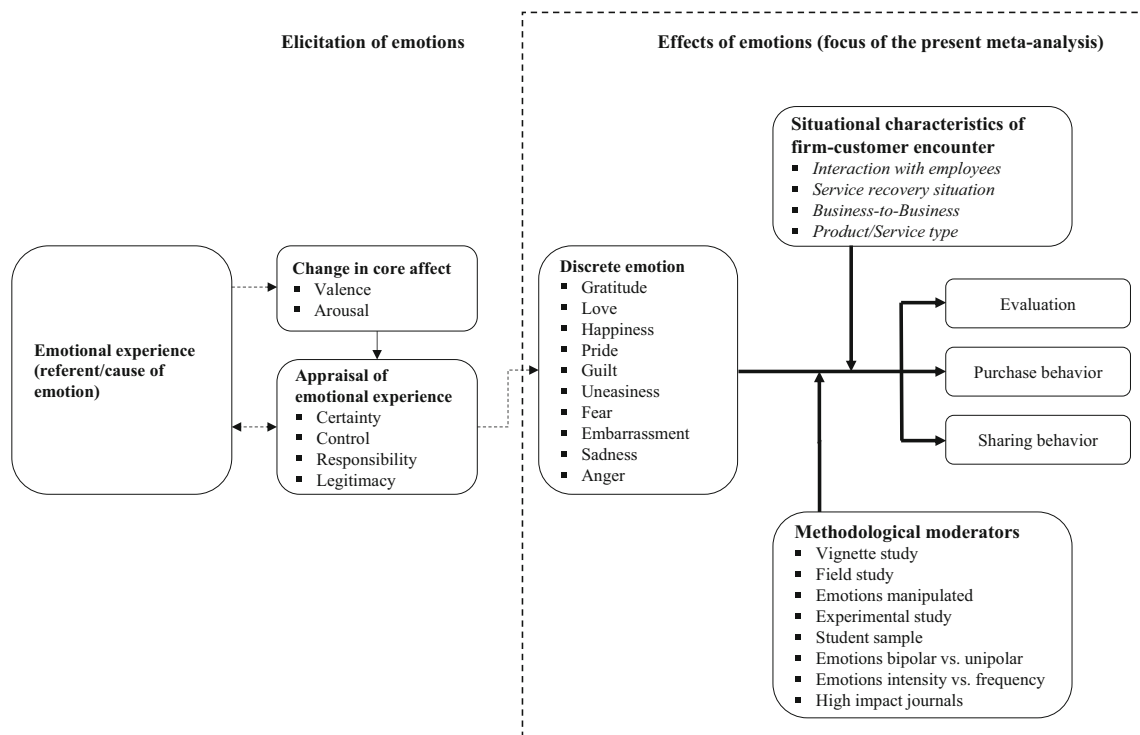 Elicitation of emotions
Effects of emotions (focus of the present meta-analysis)
Situational characteristics of
firm-customer encounter
▪ Interaction with employees
▪ Service recovery situation
▪ Business-to-Business
▪ Product/Service type
Emotional experience
(referent/cause of
emotion)
Change in core affect
▪ Valence
▪ Arousal
Appraisal of
emotional experience
▪ Certainty
▪ Control
▪ Responsibility
▪ Legitimacy
Discrete emotion
▪ Gratitude
▪ Love
▪ Happiness
▪ Pride
▪ Guilt
▪ Uneasiness
▪ Fear
▪ Embarrassment
▪ Sadness
▪ Anger
Evaluation
Purchase behavior
Sharing behavior
Methodological moderators
▪ Vignette study
▪ Field study
▪ Emotions manipulated
▪ Experimental study
▪ Student sample
▪ Emotions bipolar vs. unipolar
▪ Emotions intensity vs. frequency
▪ High impact journals